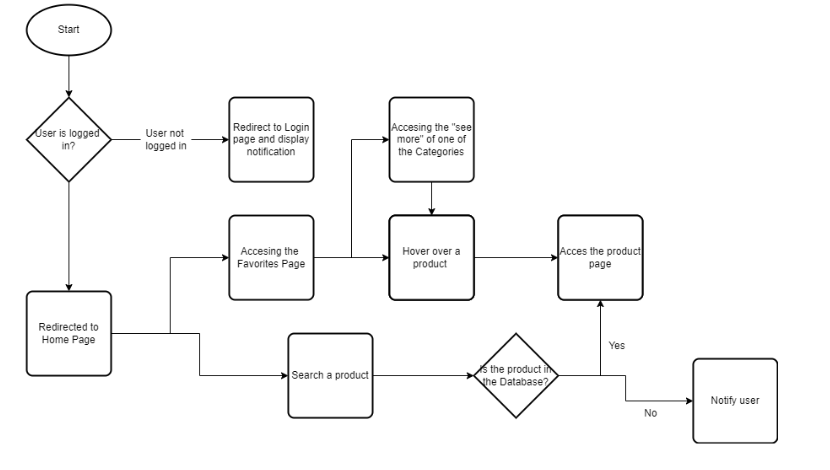 Start
User is logged
in?
User not
logged in
Redirect to Login
page and display
notification
Accesing the "see
more" of one of
the Categories
Accesing the
Favorites Page
Hover over a
product
Acces the product
page
Redirected to
Home Page
Search a product
Is the product in
the Database?
Yes
No
Notify user